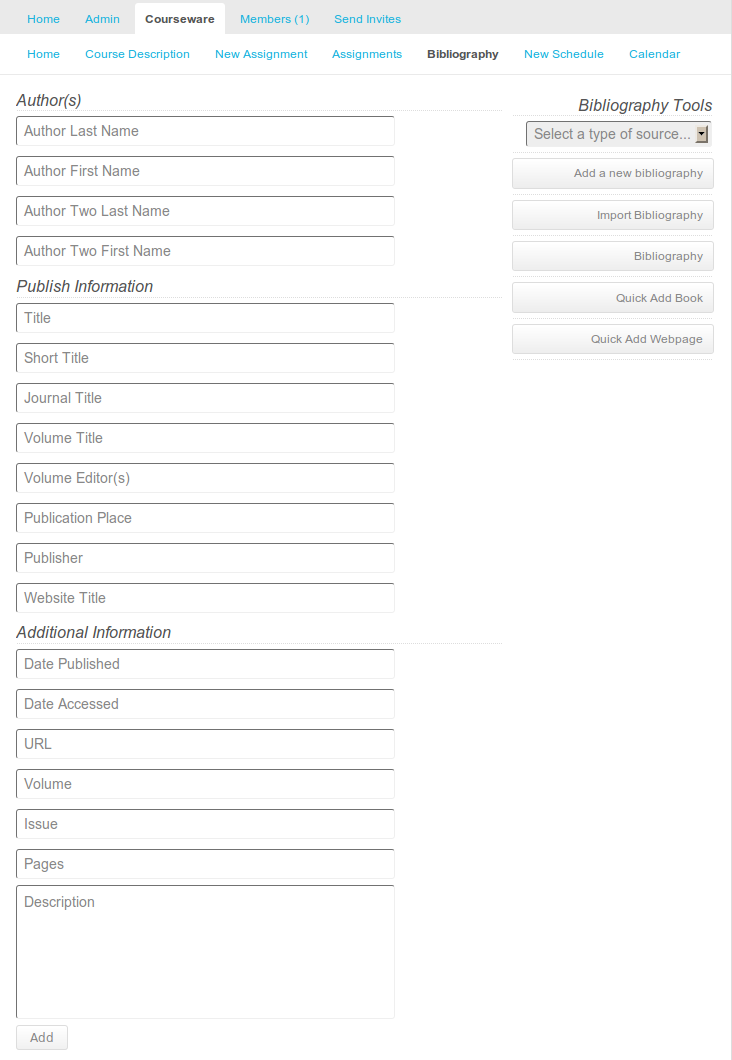 Home Admin Courseware Members (1) Send Invites
Home Course Description New Assignment Assignments Bibliography New Schedule Calendar
Author(s)
Author Last Name
Author First Name
Author Two Last Name
Author Two First Name
Publish Information
Title
Short Title
Journal Title
Volume Title
Volume Editor(s)
Publication Place
Publisher
Website Title
Additional Information
Date Published
Date Accessed
URL
Volume
Issue
Pages
Description
Add
Bibliography Tools
Select a type of source...
Add a new bibliography
Import Bibliography
Bibliography
Quick Add Book
Quick Add Webpage